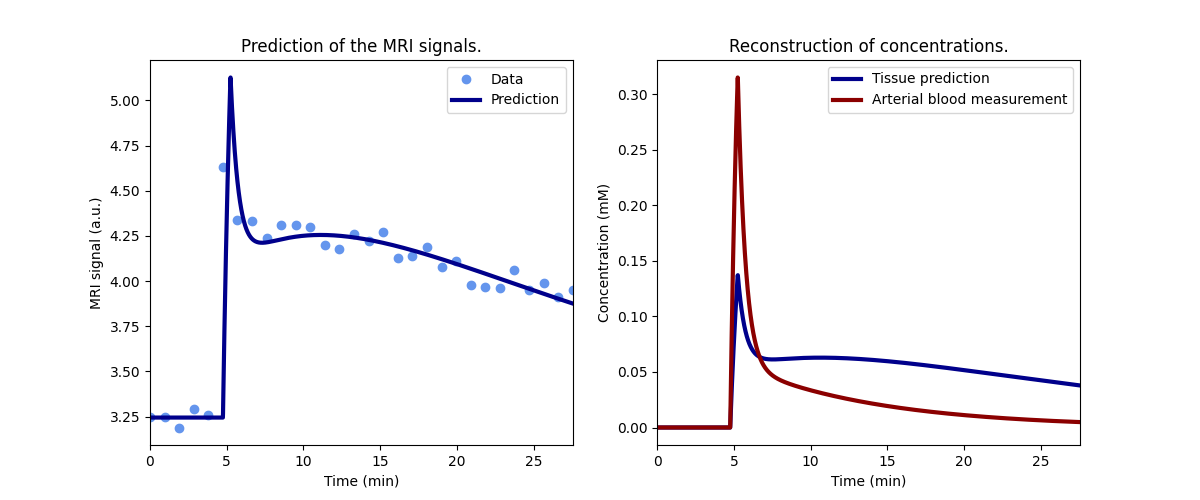 Prediction of the MRI signals.
MRI signal (a.u.)
5.00
4.75
4.50
4.25
4.00
3.75
3.50
3.25
0
5
10
15
20
25
Time (min)
Data
Prediction
Reconstruction of concentrations.
Concentration (mM)
0.30
0.25
0.20
0.15
0.10
0.05
0.00
0
5
10
15
20
25
Time (min)
Tissue prediction
Arterial blood measurement